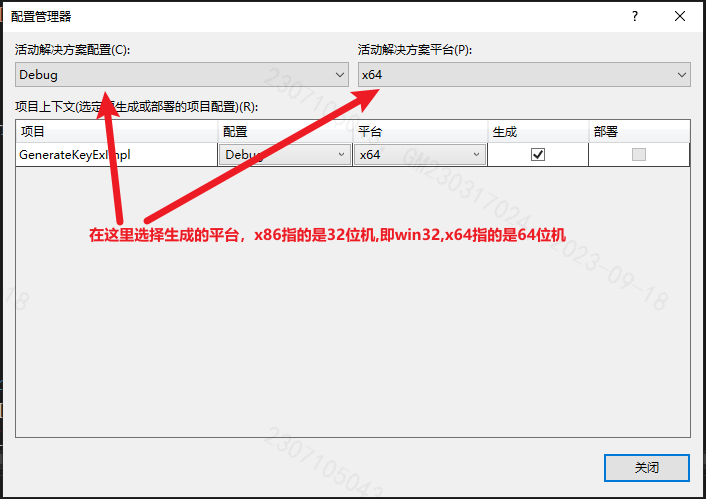 配置管理器
活动解决方案配置(C):
活动解决方案平台(P):
Debug
x64
项目上下文(选定要生成或部署的项目配置)(R):
项目 配置 平台 生成 部署
GenerateKeyExImpl Debug x64
在这里选择生成的平台，x86指的是32位机,即win32,x64指的是64位机
GM230317024
2023-09-18
2307105043
关闭